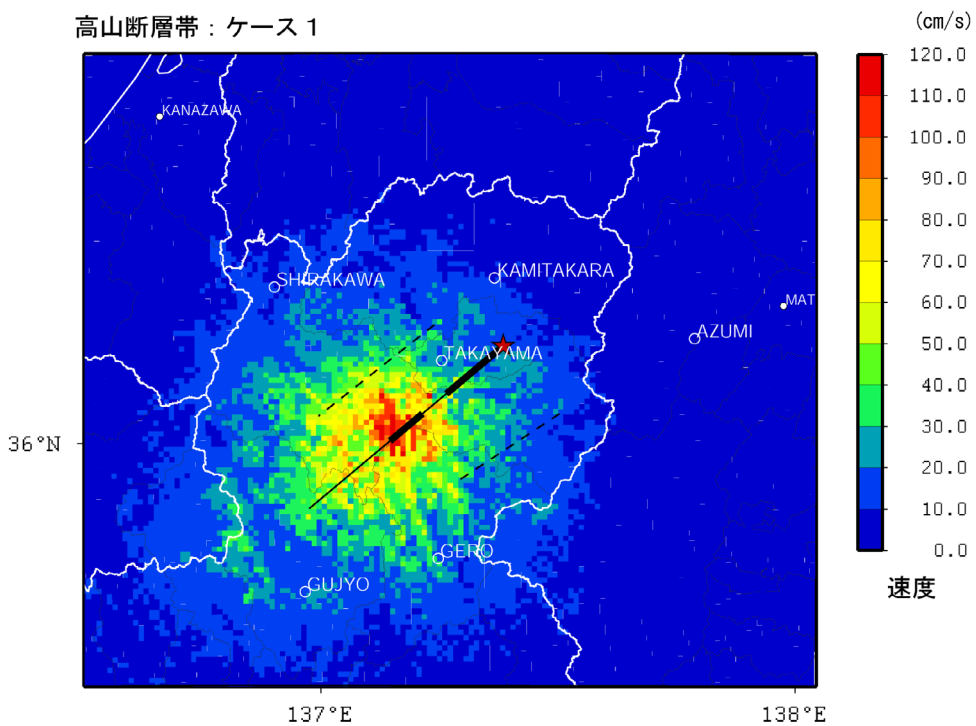 高山断層帯：ケース1
(cm/s)
120.0
110.0
100.0
90.0
80.0
70.0
60.0
50.0
40.0
30.0
20.0
10.0
0.0
速度
KANAZAWA
SHIRAKAWA
KAMITAKARA
MAT
AZUMI
TAKAYAMA
36°N
GERO
GUJYO
137°E
138°E